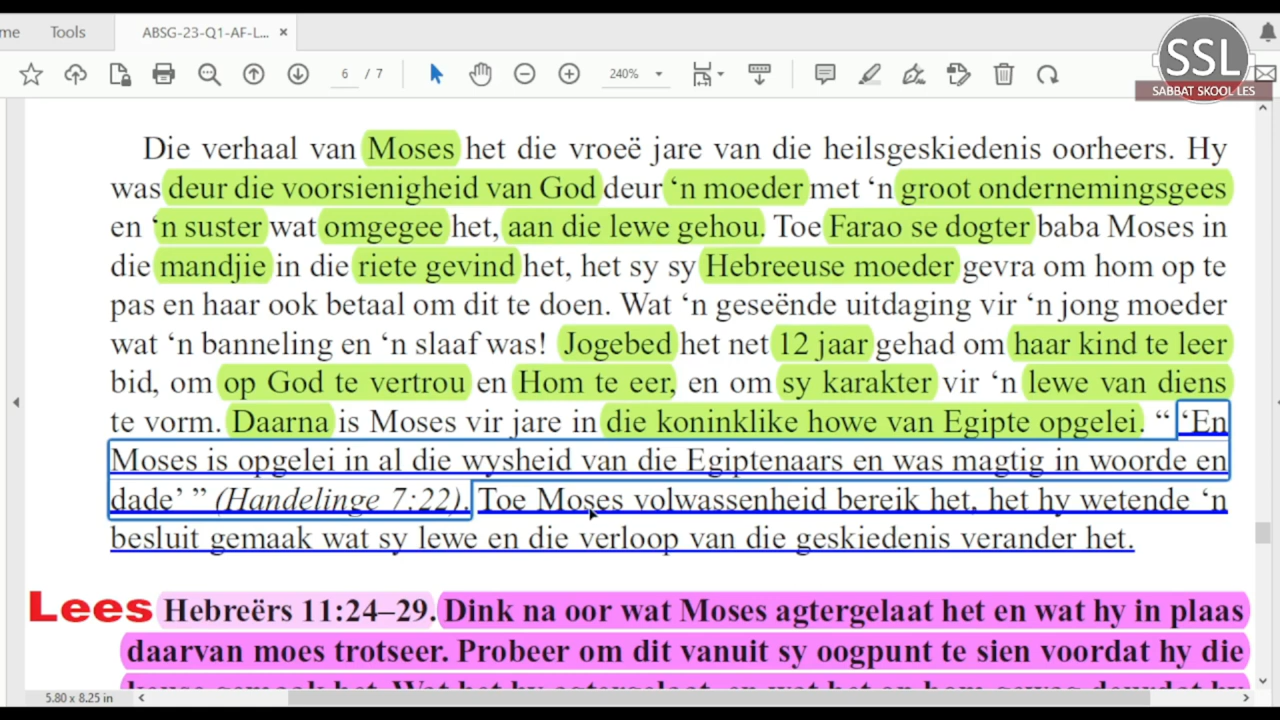 me Tools ABSG-23-Q1-AF-L... ×
SSL
SABBAT SKOOL LES
6 / 7 240%
Die verhaal van Moses het die vroeë jare van die heilsgeskiedenis oorheers. Hy
was deur die voorsienigheid van God deur ‘n moeder met ‘n groot ondernemingsgees
en ‘n suster wat omgegee het, aan die lewe gehou. Toe Farao se dogter baba Moses in
die mandjie in die riete gevind het, het sy sy Hebreeuse moeder gevra om hom op te
pas en haar ook betaal om dit te doen. Wat ‘n geseënde uitdaging vir ‘n jong moeder
wat ‘n banneling en ‘n slaaf was! Jogebed het net 12 jaar gehad om haar kind te leer
bid, om op God te vertrou en Hom te eer, en om sy karakter vir ‘n lewe van diens
te vorm. Daarna is Moses vir jare in die koninklike howe van Egipte opgelei. “ ‘En
Moses is opgelei in al die wysheid van die Egiptenaars en was magtig in woorde en
dade’ ” (Handelinge 7:22). Toe Moses volwassenheid bereik het, het hy wetende ‘n
besluit gemaak wat sy lewe en die verloop van die geskiedenis verander het.
Lees Hebreërs 11:24–29. Dink na oor wat Moses agtergelaat het en wat hy in plaas
daarvan moes trotseer. Probeer om dit vanuit sy oogpunt te sien voordat hy die
5.80 x 8.25 in